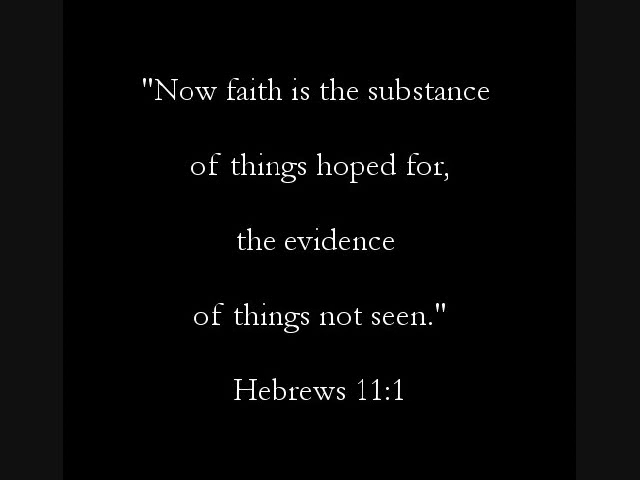 "Now faith is the substance
of things hoped for,
the evidence
of things not seen."
Hebrews 11:1